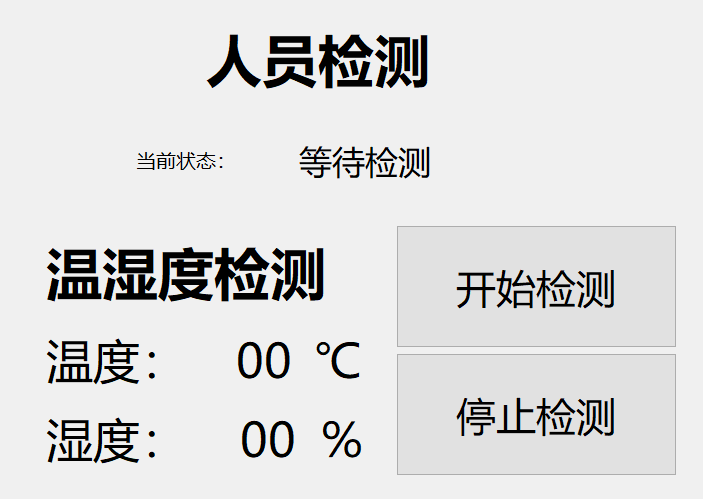 人员检测
当前状态： 等待检测
温湿度检测
温度： 00 ℃
湿度： 00 %
开始检测
停止检测